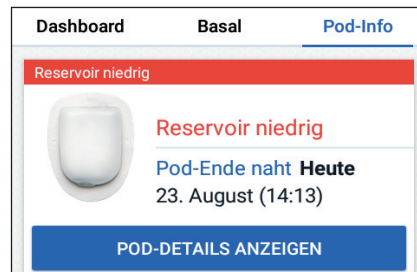 Dashboard Basal Pod-Info
Reservoir niedrig
Reservoir niedrig
Pod-Ende naht Heute
23. August (14:13)
POD-DETAILS ANZEIGEN